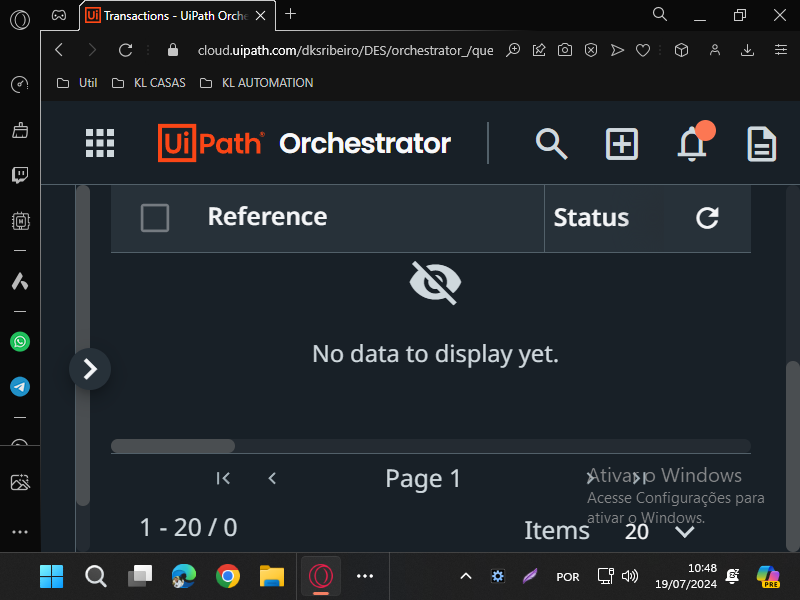 Transactions - UiPath Orche
cloud.uipath.com/dksribeiro/DES/orchestrator_/que
Util
KL CASAS
KL AUTOMATION
UiPath Orchestrator
Reference
Status
No data to display yet.
Page 1
Ativar o Windows
Acesse Configurações para
ativar o Windows.
1 - 20 / 0
Items
20
POR
10:48
19/07/2024
PRE